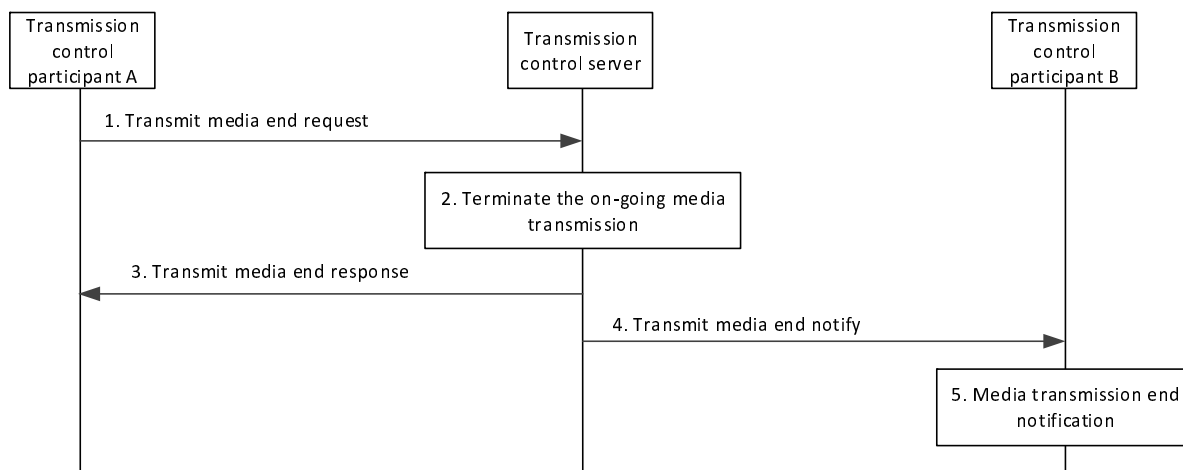 Transmission
control
participant A
Transmission
control server
Transmission
control
participant B
1. Transmit media end request
2. Terminate the on-going media
transmission
3. Transmit media end response
4. Transmit media end notify
5. Media transmission end
notification